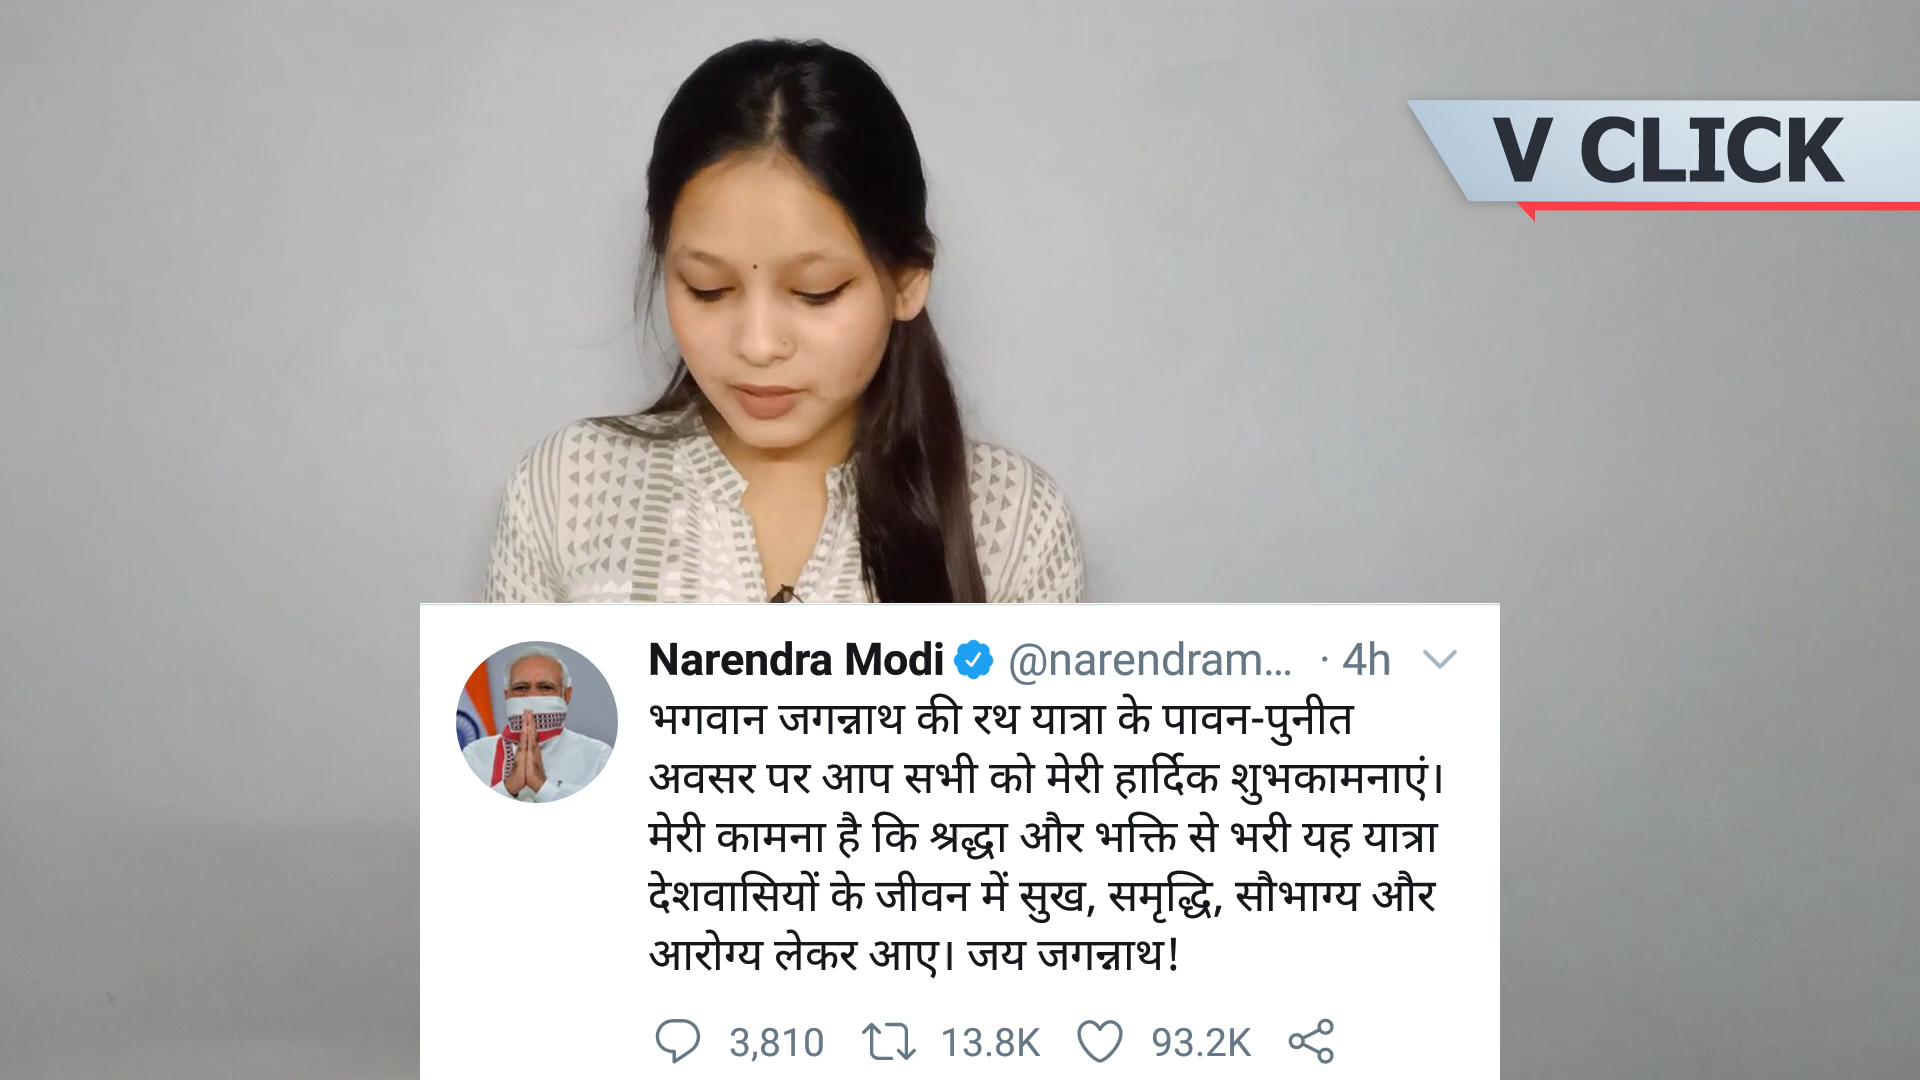 V CLICK
Narendra Modi @narendram... · 4h
भगवान जगन्नाथ की रथ यात्रा के पावन-पुनीत
अवसर पर आप सभी को मेरी हार्दिक शुभकामनाएं।
मेरी कामना है कि श्रद्धा और भक्ति से भरी यह यात्रा
देशवासियों के जीवन में सुख, समृद्धि, सौभाग्य और
आरोग्य लेकर आए। जय जगन्नाथ!
3,810 13.8K 93.2K